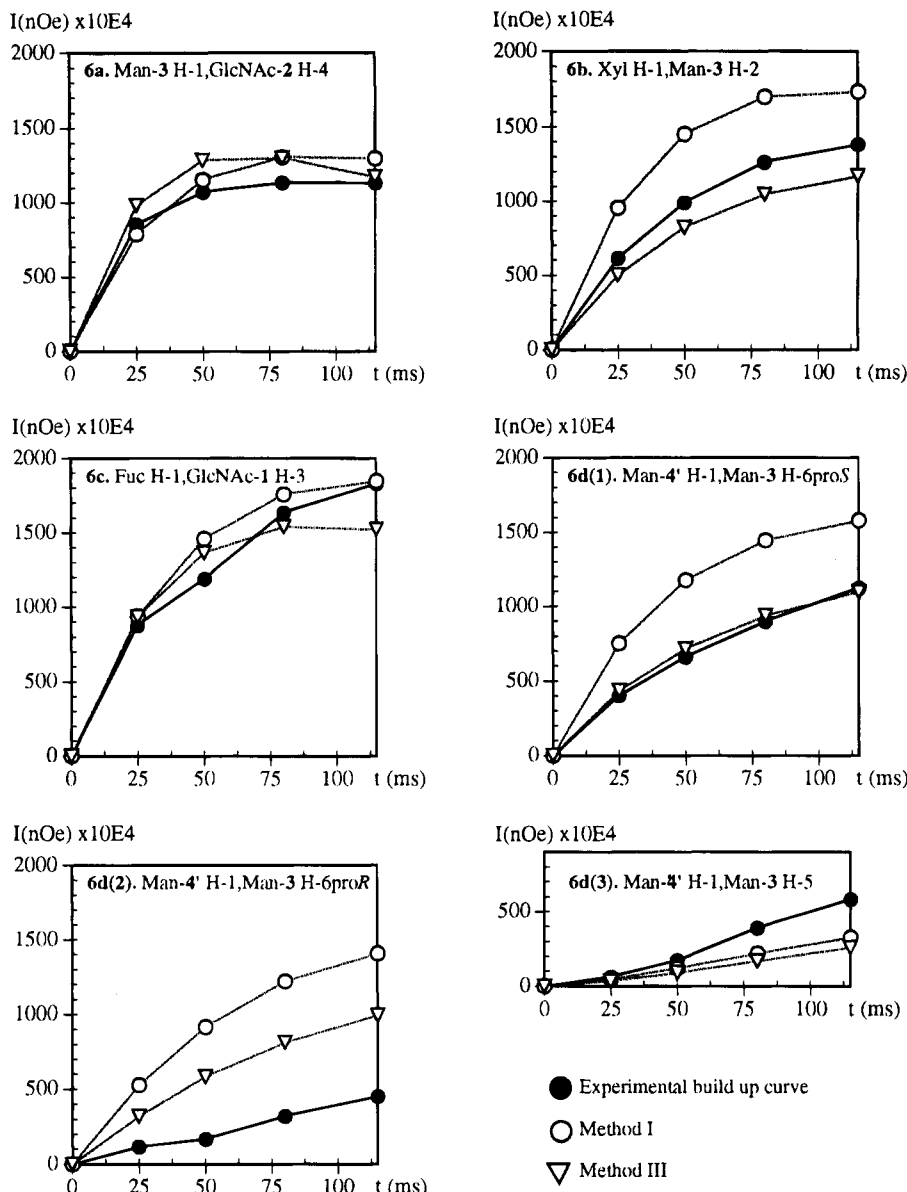 I(nOe) x10E4
6a. Man-3 H-1,GlcNAc-2 H-4
2000
1500
1000
500
0
0 25 50 75 100 t (ms)
I(nOe) x10E4
6b. Xyl H-1,Man-3 H-2
2000
1500
1000
500
0
0 25 50 75 100 t (ms)
I(nOe) x10E4
6c. Fuc H-1,GlcNAc-1 H-3
2000
1500
1000
500
0
0 25 50 75 100 t (ms)
I(nOe) x10E4
6d(1). Man-4' H-1,Man-3 H-6proS
2000
1500
1000
500
0
0 25 50 75 100 t (ms)
I(nOe) x10E4
6d(2). Man-4' H-1,Man-3 H-6proR
2000
1500
1000
500
0
0 25 50 75 100 t (ms)
I(nOe) x10E4
6d(3). Man-4' H-1,Man-3 H-5
500
0
0 25 50 75 100 t (ms)
Experimental build up curve
Method I
Method III